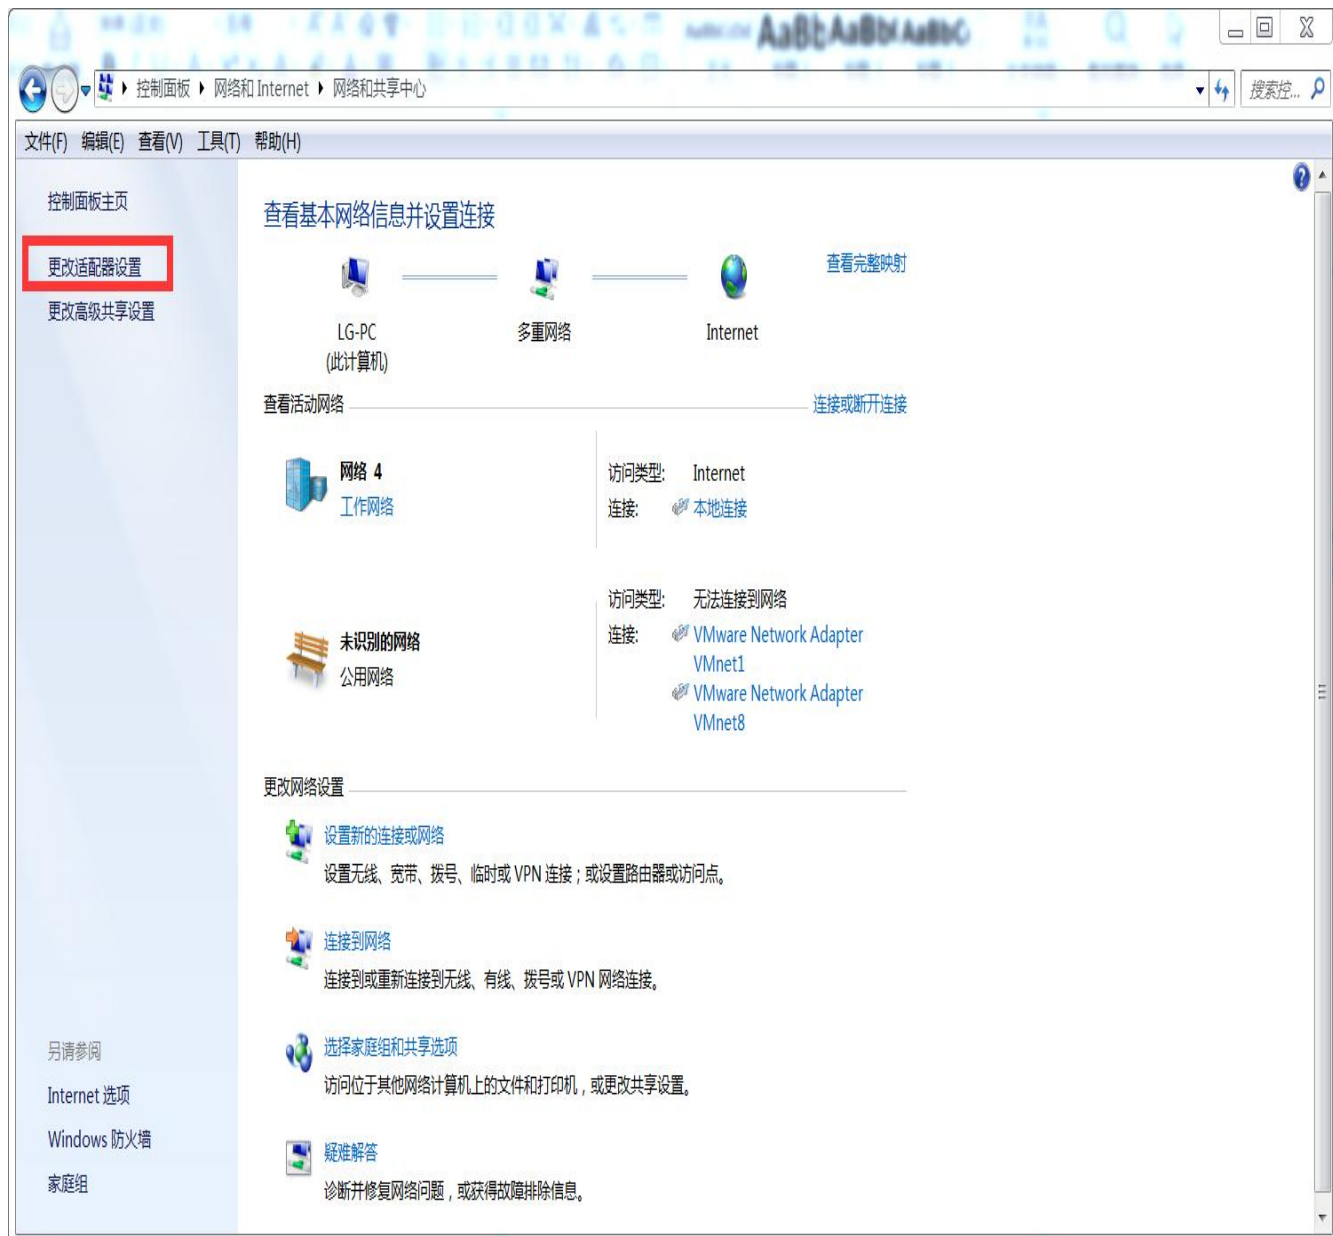 AaBb AaBb AaBbC
控制面板 网络和 Internet 网络和共享中心
搜索控...
文件(F) 编辑(E) 查看(V) 工具(T) 帮助(H)
控制面板主页
更改适配器设置
更改高级共享设置
查看基本网络信息并设置连接
查看完整映射
LG-PC
(此计算机)
多重网络
Internet
查看活动网络
连接或断开连接
网络 4
工作网络
访问类型: Internet
连接: 本地连接
未识别的网络
公用网络
访问类型: 无法连接到网络
连接: VMware Network Adapter
VMnet1
VMware Network Adapter
VMnet8
更改网络设置
设置新的连接或网络
设置无线、宽带、拨号、临时或 VPN 连接；或设置路由器或访问点。
连接到网络
连接到或重新连接到无线、有线、拨号或 VPN 网络连接。
选择家庭组和共享选项
访问位于其他网络计算机上的文件和打印机，或更改共享设置。
疑难解答
诊断并修复网络问题，或获得故障排除信息。
另请参阅
Internet 选项
Windows 防火墙
家庭组